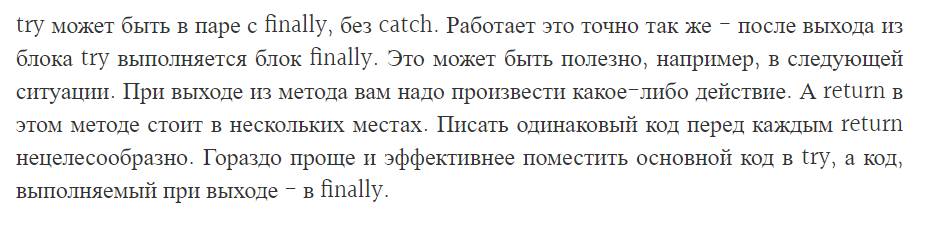 try может быть в паре с finally, без catch. Работает это точно так же – после выхода из
блока try выполняется блок finally. Это может быть полезно, например, в следующей
ситуации. При выходе из метода вам надо произвести какое-либо действие. А return в
этом методе стоит в нескольких местах. Писать одинаковый код перед каждым return
нецелесообразно. Гораздо проще и эффективнее поместить основной код в try, а код,
выполняемый при выходе – в finally.